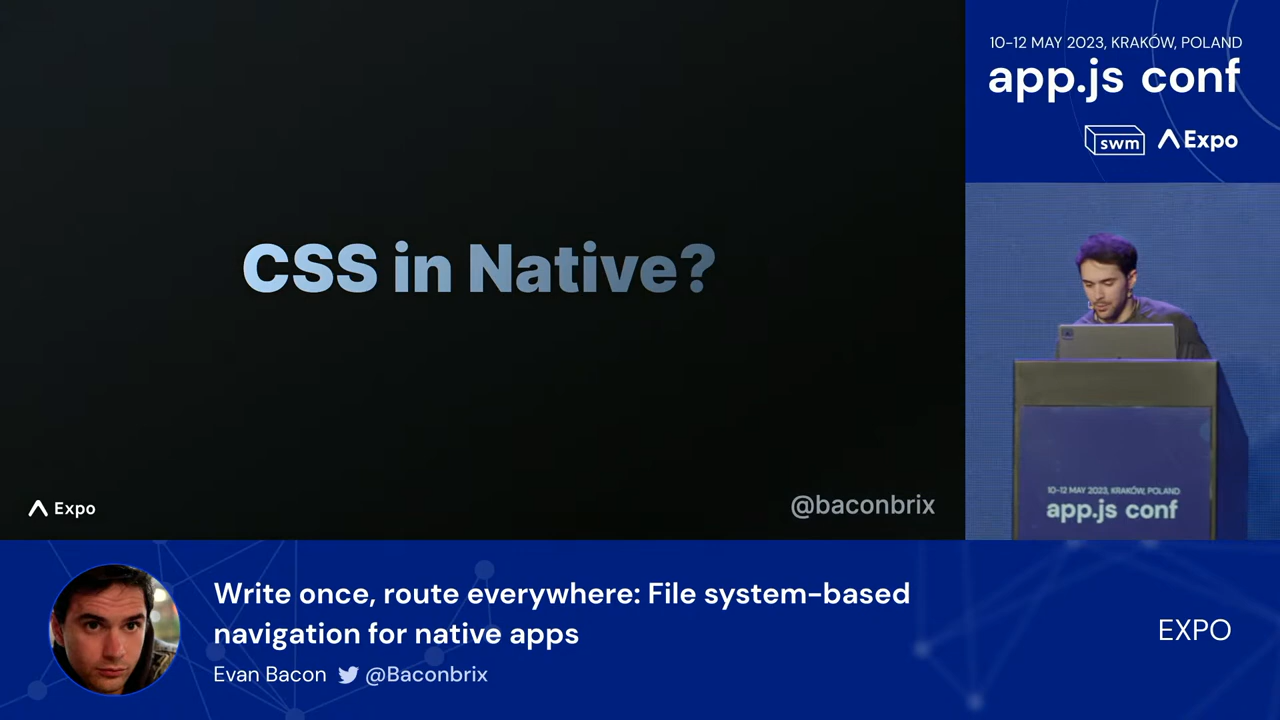 CSS in Native?
Expo
@baconbrix
10-12 MAY 2023, KRAKÓW, POLAND
app.js conf
swm
Expo
10-12 MAY 2023, KRAKÓW, POLAND
app.js conf
Write once, route everywhere: File system-based
navigation for native apps
Evan Bacon @Baconbrix
EXPO